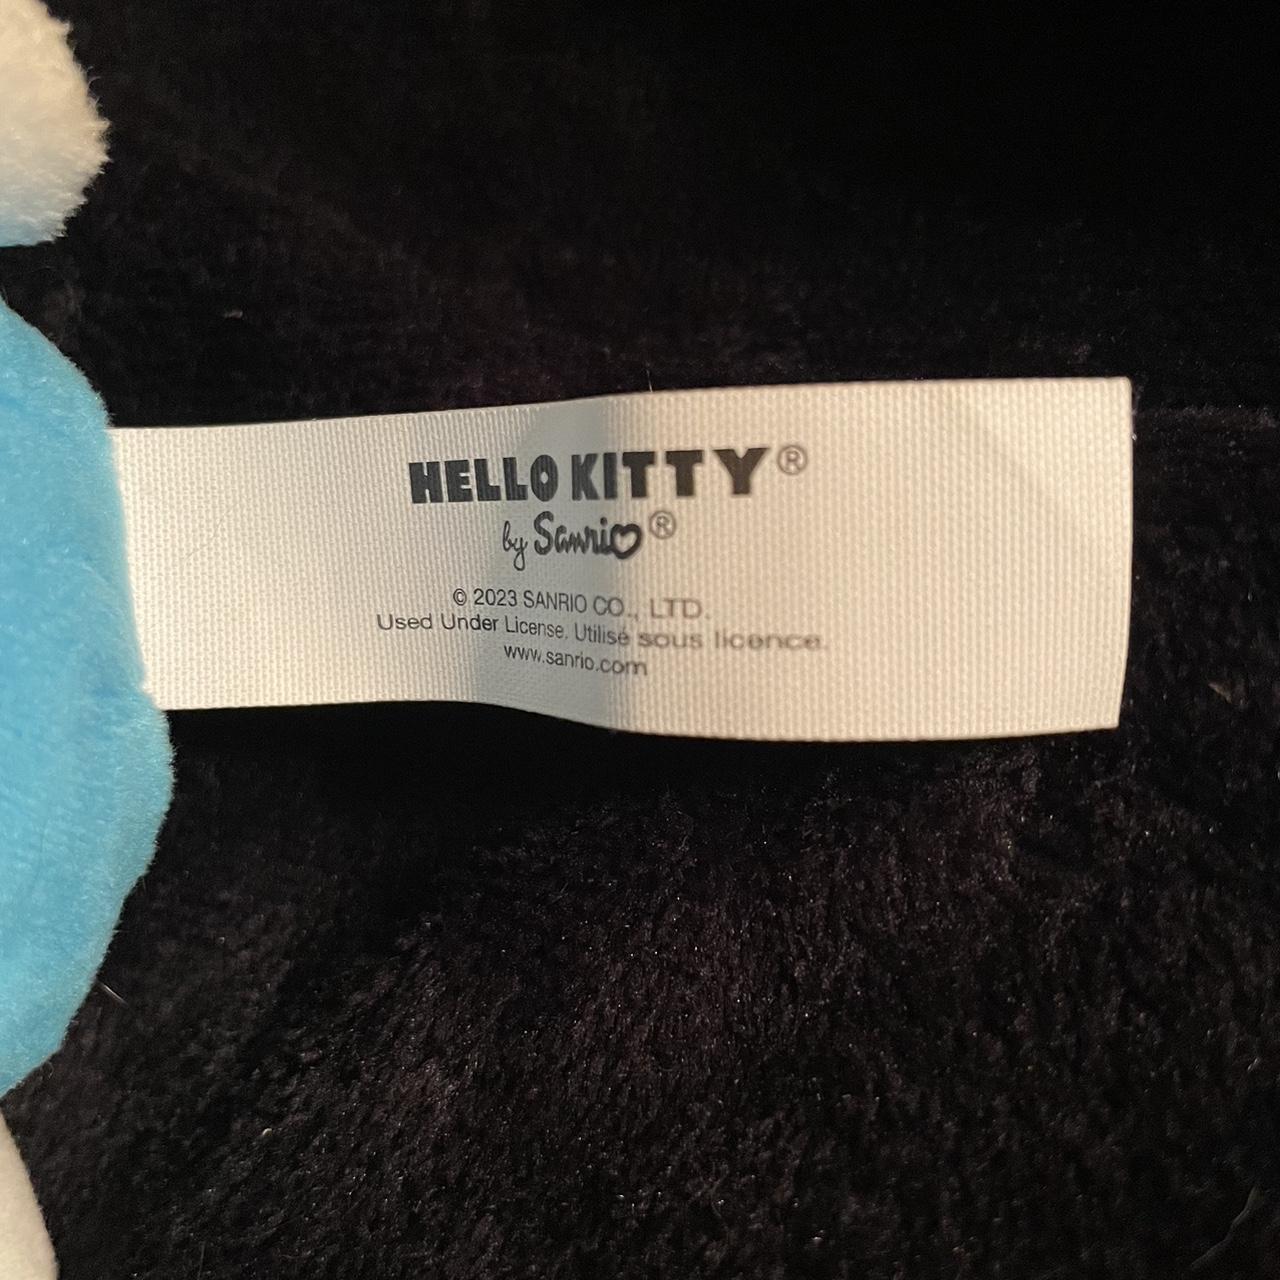 HELLO KITTY®
by Sanrio®
© 2023 SANRIO CO., LTD.
Used Under License. Utilisé sous licence.
www.sanrio.com